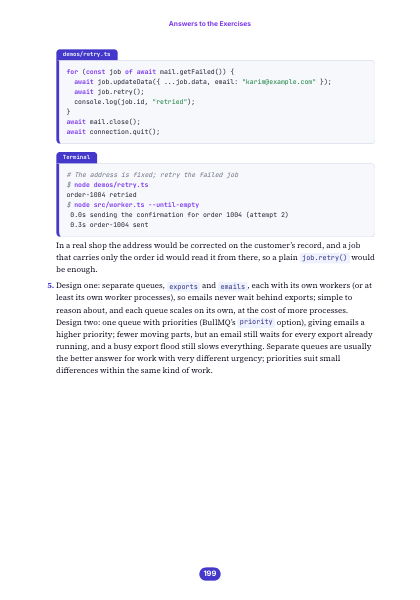 Answers to the Exercises
demos/retry.ts
for (const job of await mail.getFailed()) {
  await job.updateData({ ...job.data, email: "karim@example.com" });
  await job.retry();
  console.log(job.id, "retried");
}
await mail.close();
await connection.quit();
Terminal
# The address is fixed; retry the failed job
$ node demos/retry.ts
order-1004 retried
$ node src/worker.ts --until-empty
 0.0s sending the confirmation for order 1004 (attempt 2)
 0.3s order-1004 sent
In a real shop the address would be corrected on the customer's record, and a job
that carries only the order id would read it from there, so a plain job.retry() would
be enough.
5. Design one: separate queues, exports and emails, each with its own workers (or at
least its own worker processes), so emails never wait behind exports; simple to
reason about, and each queue scales on its own, at the cost of more processes.
Design two: one queue with priorities (BullMQ's priority option), giving emails a
higher priority; fewer moving parts, but an email still waits for every export already
running, and a busy export flood still slows everything. Separate queues are usually
the better answer for work with very different urgency; priorities suit small
differences within the same kind of work.
199